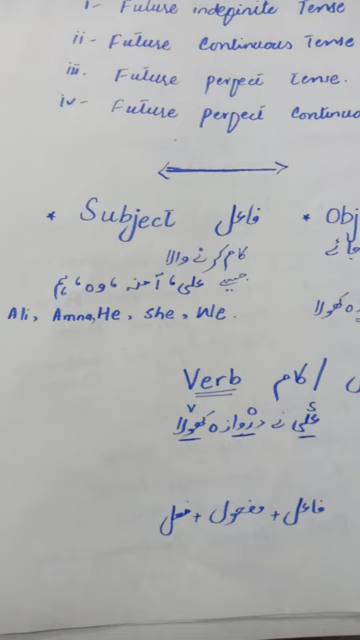 i- Future indefinite Tense
ii- Future Continuous Tense
iii. Future perfect Tense.
iv- Future perfect
* Subject فاعل *
کام کرنے والا
جیسے علی، آمنہ، وہ، ہم
Ali, Amna, He, she, We.
Verb کام /
علی نے دروازہ کھولا
فاعل + مفعول + فعل